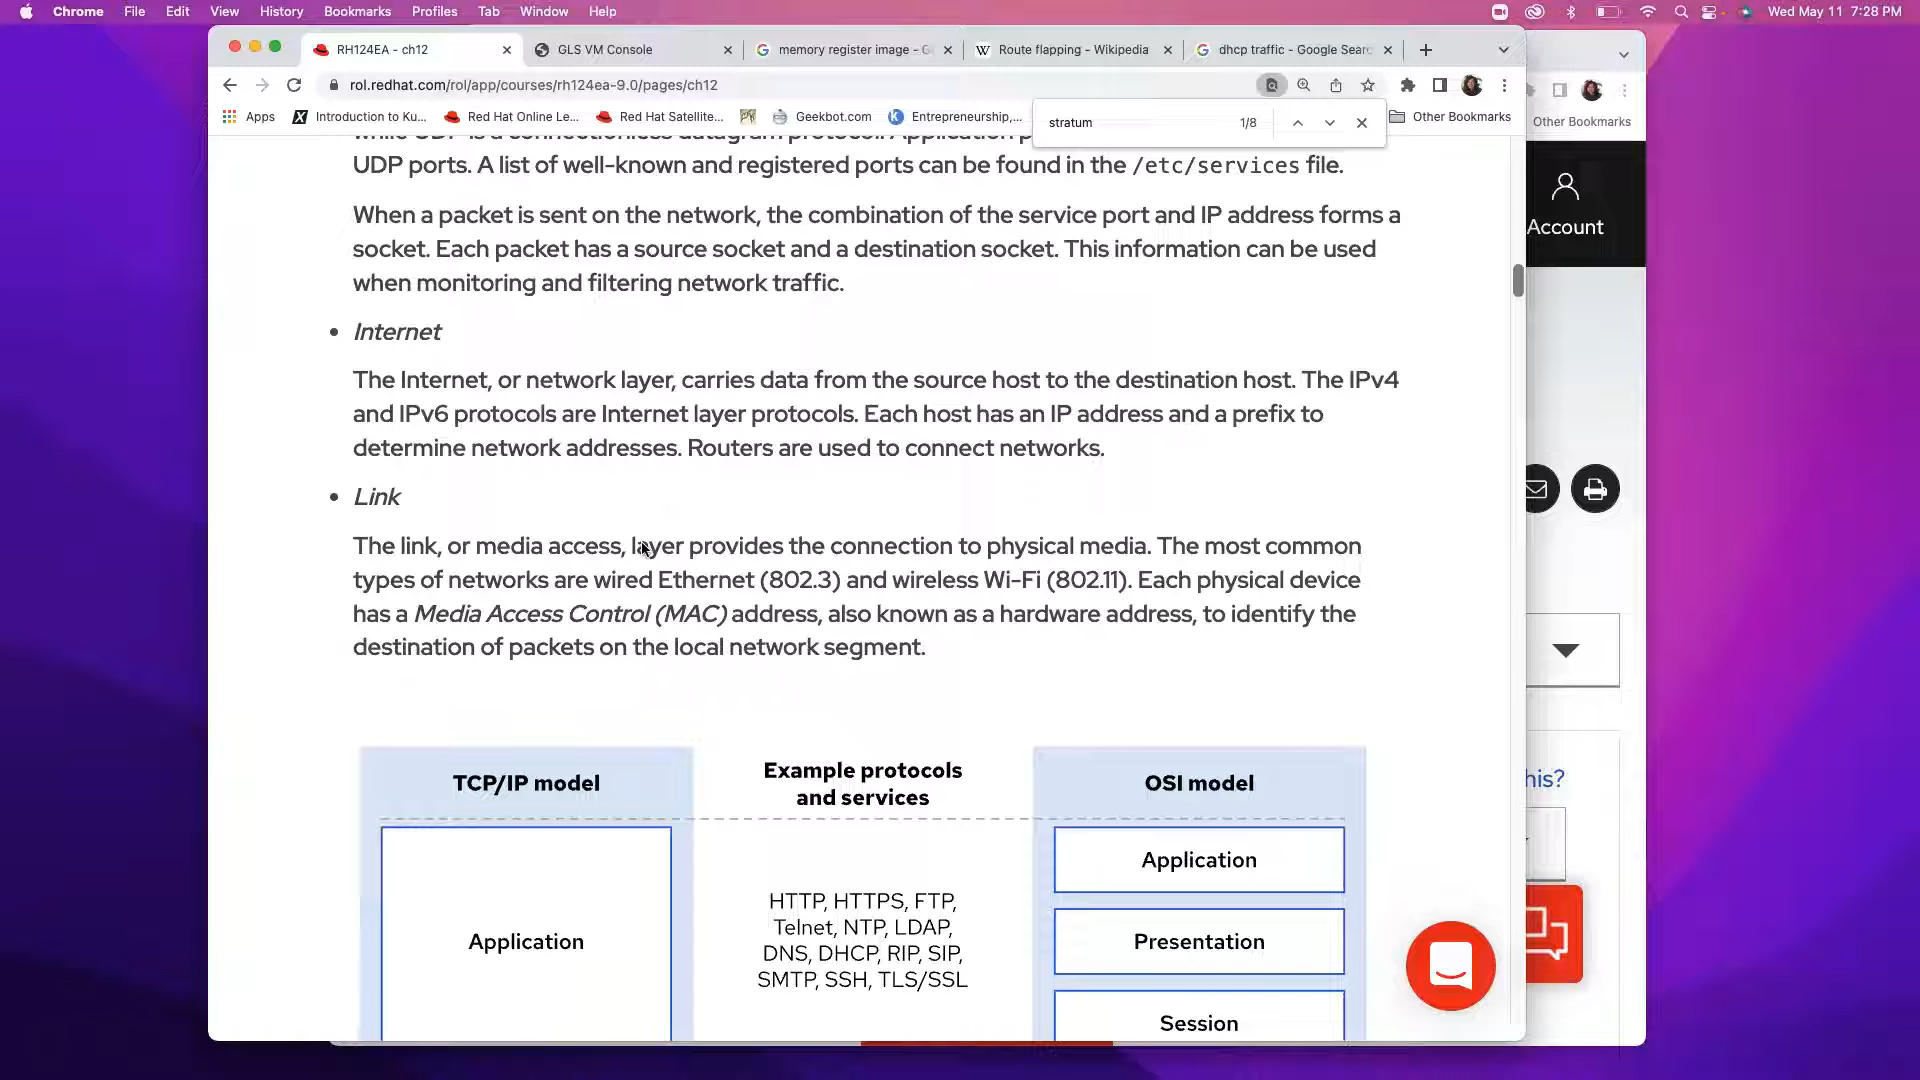 Chrome File Edit View History Bookmarks Profiles Tab Window Help Wed May 11 7:28 PM
RH124EA - ch12 GLS VM Console memory register image - G Route flapping - Wikipedia dhcp traffic - Google Searc
rol.redhat.com/rol/app/courses/rh124ea-9.0/pages/ch12
Apps Introduction to Ku... Red Hat Online Le... Red Hat Satellite... Geekbot.com Entrepreneurship,... Other Bookmarks
Other Bookmarks
stratum 1/8
while UDP is a connectionless datagram protocol. Application p
UDP ports. A list of well-known and registered ports can be found in the /etc/services file.
When a packet is sent on the network, the combination of the service port and IP address forms a
socket. Each packet has a source socket and a destination socket. This information can be used
when monitoring and filtering network traffic.
• Internet
The Internet, or network layer, carries data from the source host to the destination host. The IPv4
and IPv6 protocols are Internet layer protocols. Each host has an IP address and a prefix to
determine network addresses. Routers are used to connect networks.
• Link
The link, or media access, layer provides the connection to physical media. The most common
types of networks are wired Ethernet (802.3) and wireless Wi-Fi (802.11). Each physical device
has a Media Access Control (MAC) address, also known as a hardware address, to identify the
destination of packets on the local network segment.
TCP/IP model
Example protocols
and services
OSI model
Application
HTTP, HTTPS, FTP,
Telnet, NTP, LDAP,
DNS, DHCP, RIP, SIP,
SMTP, SSH, TLS/SSL
Application
Presentation
Session
Account
his?